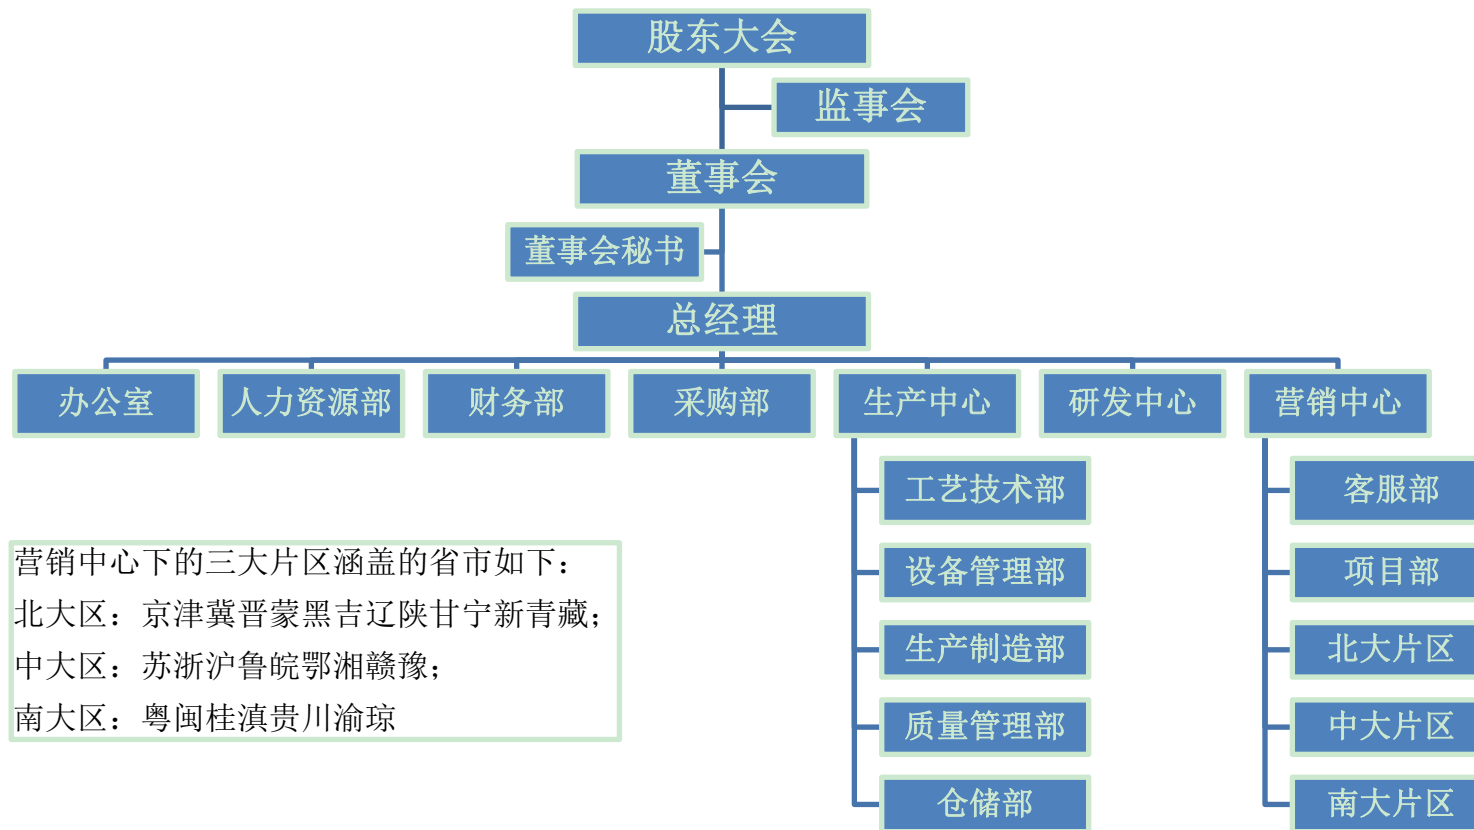 股东大会
监事会
董事会
董事会秘书
总经理
办公室
人力资源部
财务部
采购部
生产中心
研发中心
营销中心
工艺技术部
客服部
设备管理部
项目部
生产制造部
北大片区
质量管理部
中大片区
仓储部
南大片区
营销中心下的三大片区涵盖的省市如下：
北大区：京津冀晋蒙黑吉辽陕甘宁新青藏；
中大区：苏浙沪鲁皖鄂湘赣豫；
南大区：粤闽桂滇贵川渝琼